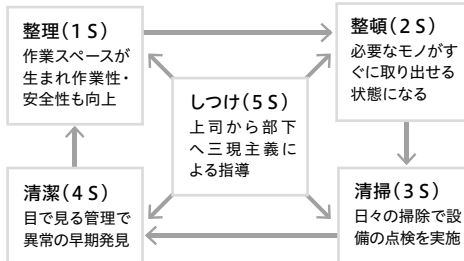 整理(1S)
作業スペースが
生まれ作業性・
安全性も向上
整頓(2S)
必要なモノがす
ぐに取り出せる
状態になる
しつけ(5S)
上司から部下
へ三現主義に
よる指導
清潔(4S)
目で見る管理で
異常の早期発見
清掃(3S)
日々の掃除で設
備の点検を実施